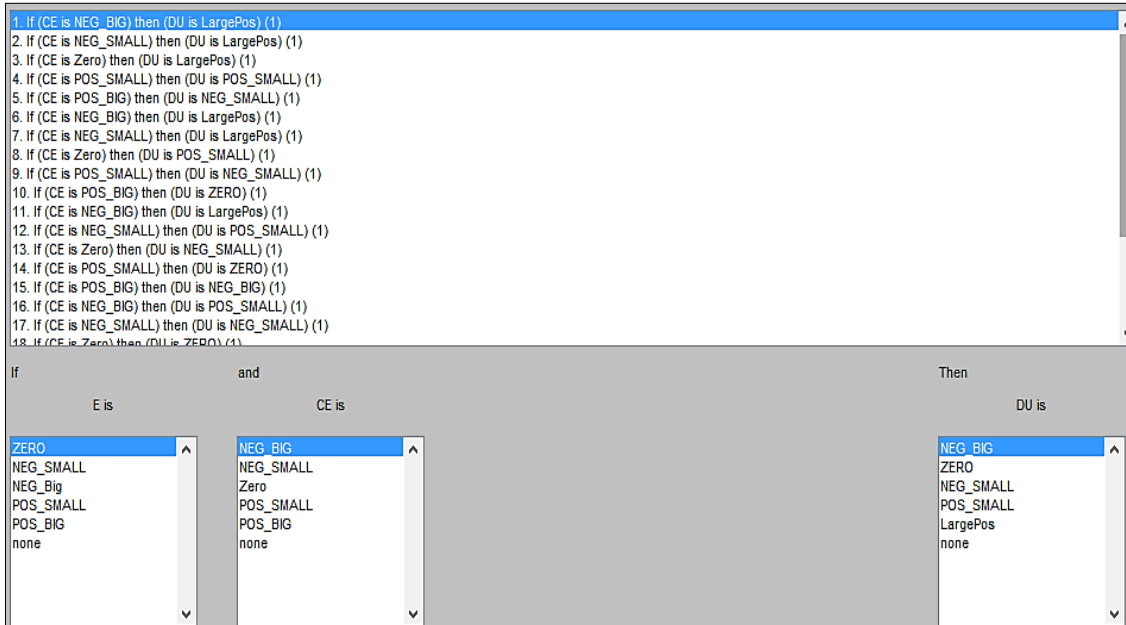 1. If (CE is NEG_BIG) then (DU is LargePos) (1)
2. If (CE is NEG_SMALL) then (DU is LargePos) (1)
3. If (CE is Zero) then (DU is LargePos) (1)
4. If (CE is POS_SMALL) then (DU is POS_SMALL) (1)
5. If (CE is POS_BIG) then (DU is NEG_SMALL) (1)
6. If (CE is NEG_BIG) then (DU is LargePos) (1)
7. If (CE is NEG_SMALL) then (DU is LargePos) (1)
8. If (CE is Zero) then (DU is POS_SMALL) (1)
9. If (CE is POS_SMALL) then (DU is NEG_SMALL) (1)
10. If (CE is POS_BIG) then (DU is ZERO) (1)
11. If (CE is NEG_BIG) then (DU is LargePos) (1)
12. If (CE is NEG_SMALL) then (DU is POS_SMALL) (1)
13. If (CE is Zero) then (DU is NEG_SMALL) (1)
14. If (CE is POS_SMALL) then (DU is ZERO) (1)
15. If (CE is POS_BIG) then (DU is NEG_BIG) (1)
16. If (CE is NEG_BIG) then (DU is POS_SMALL) (1)
17. If (CE is NEG_SMALL) then (DU is NEG_SMALL) (1)
18. If (CE is Zero) then (DU is ZERO) (1)
If and Then
E is CE is DU is
ZERO NEG_BIG NEG_BIG
NEG_SMALL NEG_SMALL ZERO
NEG_Big Zero NEG_SMALL
POS_SMALL POS_SMALL POS_SMALL
POS_BIG POS_BIG LargePos
none none none